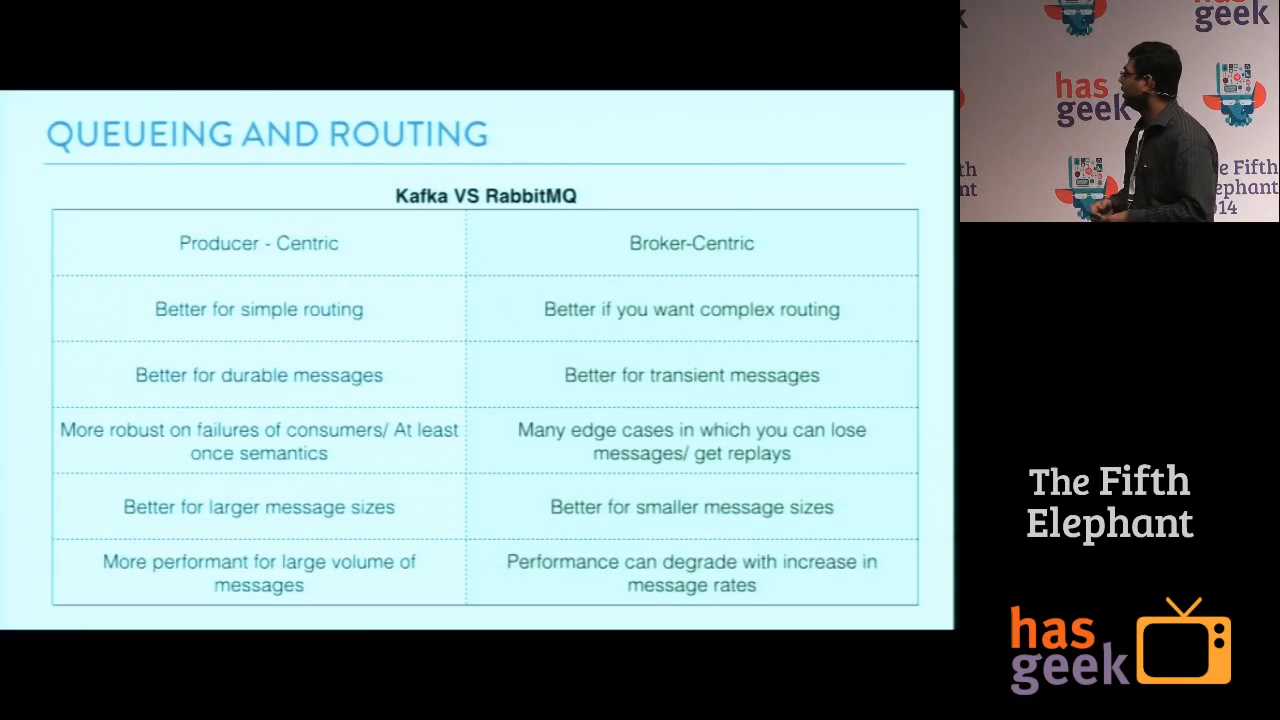 QUEUEING AND ROUTING
Kafka VS RabbitMQ
Producer - Centric
Broker-Centric
Better for simple routing
Better if you want complex routing
Better for durable messages
Better for transient messages
More robust on failures of consumers/ At least
once semantics
Many edge cases in which you can lose
messages/ get replays
Better for larger message sizes
Better for smaller message sizes
More performant for large volume of
messages
Performance can degrade with increase in
message rates
geek
has
geek
The Fifth
Elephant
has
geek